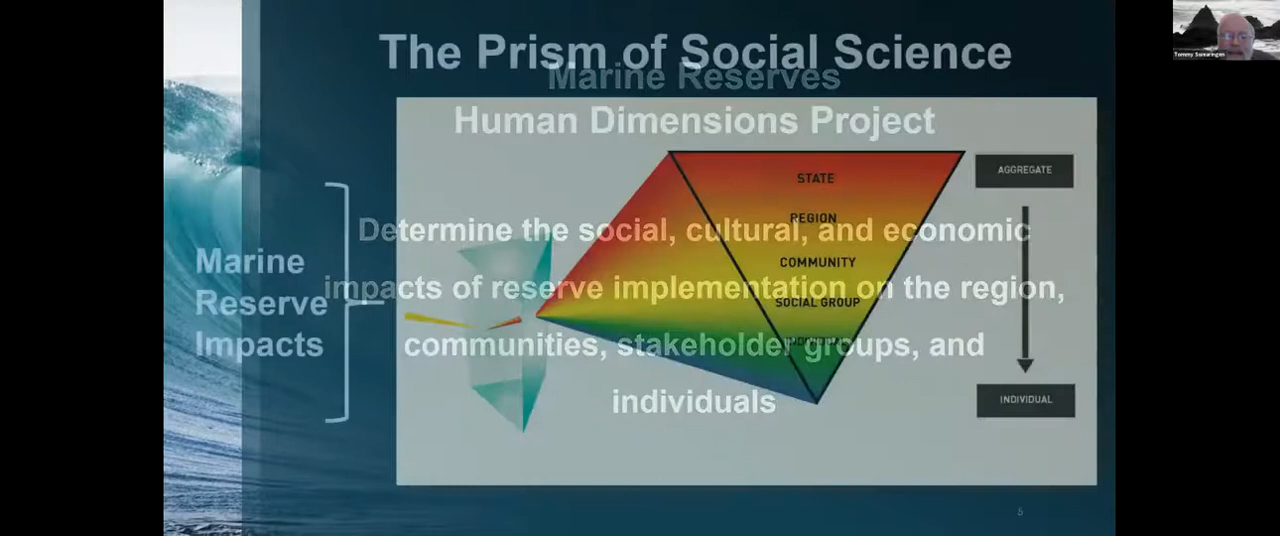 The Prism of Social Science
Marine Reserves
Human Dimensions Project
Determine the social, cultural, and economic
impacts of reserve implementation on the region,
communities, stakeholder groups, and
individuals
Marine
Reserve
Impacts
STATE
REGION
COMMUNITY
SOCIAL GROUP
INDIVIDUAL
AGGREGATE
INDIVIDUAL
5